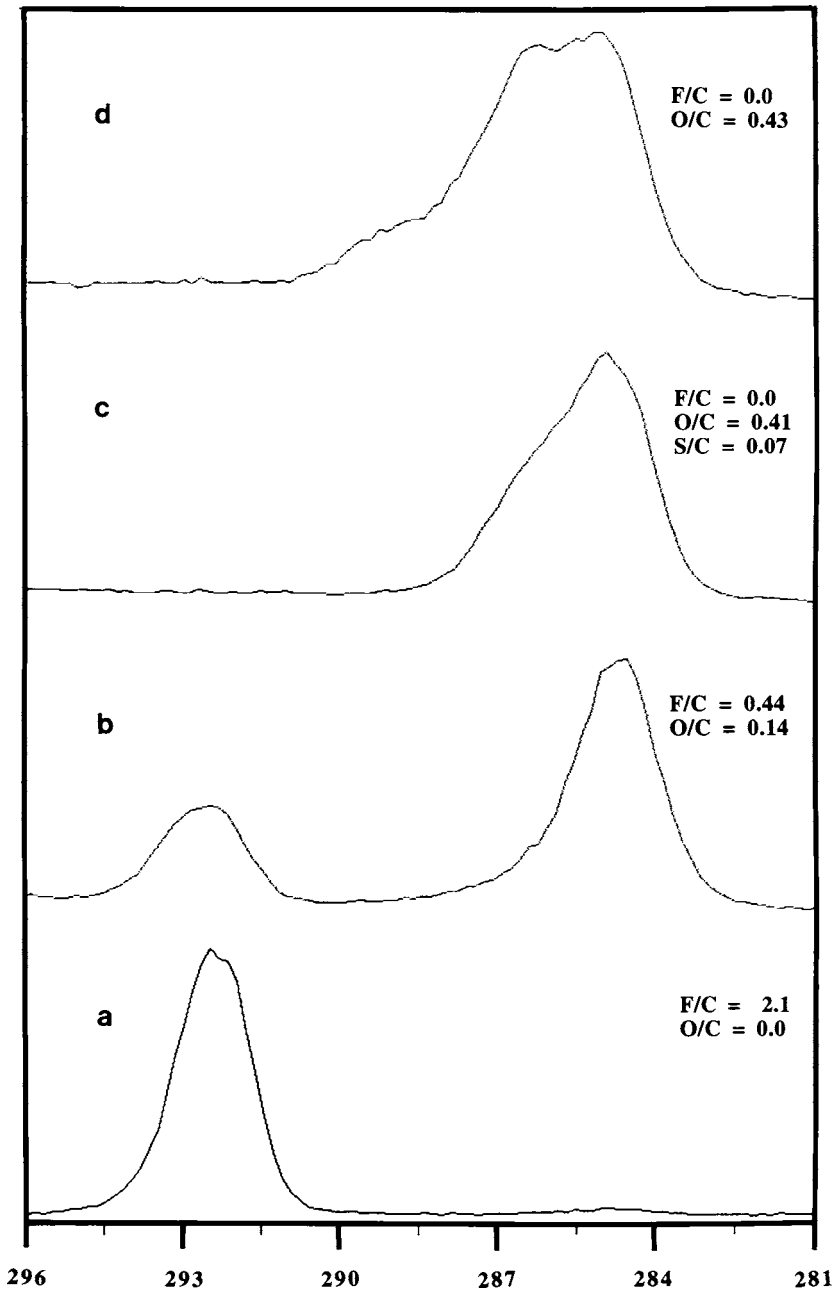 d
F/C = 0.0
O/C = 0.43
c
F/C = 0.0
O/C = 0.41
S/C = 0.07
b
F/C = 0.44
O/C = 0.14
a
F/C = 2.1
O/C = 0.0
296 293 290 287 284 281